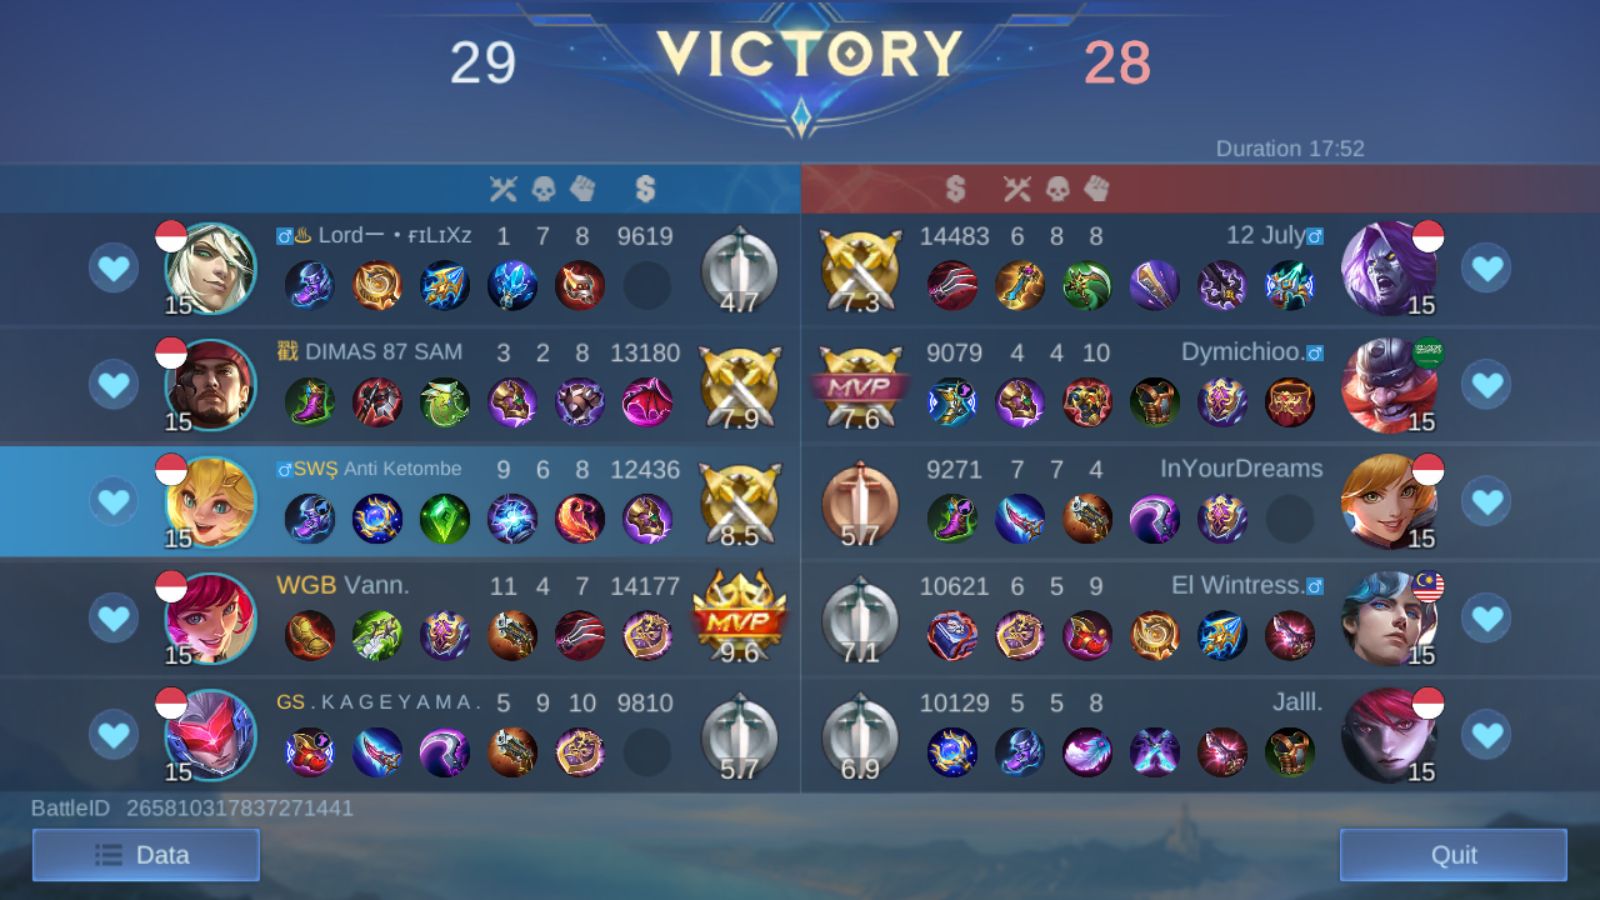 29 VICTORY 28
Duration 17:52
♂♨ Lordー • ғɪLɪXz 1 7 8 9619
15 4.7
7.3 14483 6 8 8 12 July♂
15
戳 DIMAS 87 SAM 3 2 8 13180
15 7.9
MVP 7.6 9079 4 4 10 Dymichioo.♂
15
♂SWŞ Anti Ketombe 9 6 8 12436
15 8.5
5.7 9271 7 7 4 InYourDreams
15
WGB Vann. 11 4 7 14177
15 MVP 9.6
7.1 10621 6 5 9 El Wintress.♂
15
GS.KAGEYAMA. 5 9 10 9810
15 5.7
6.9 10129 5 5 8 Jalll.
15
BattleID 265810317837271441
Data
Quit